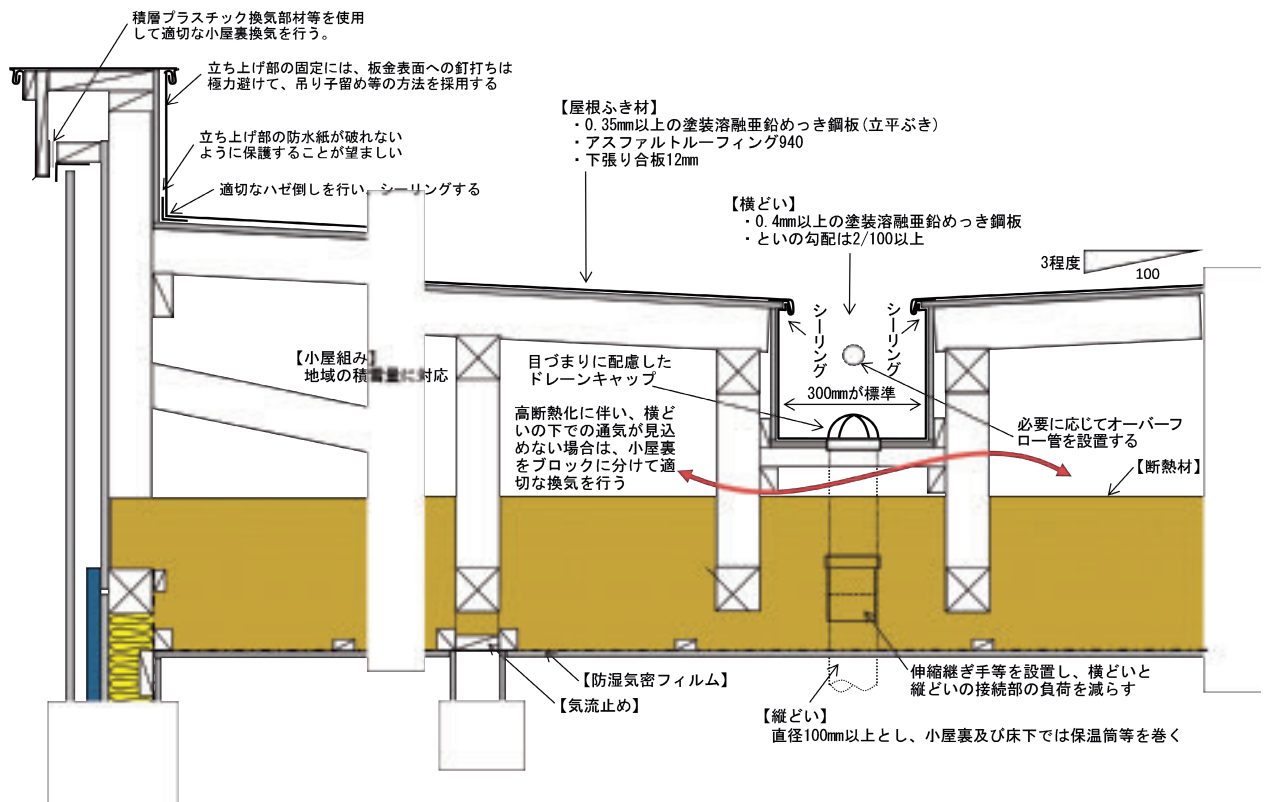 積層プラスチック換気部材等を使用
して適切な小屋裏換気を行う。
立ち上げ部の固定には、板金表面への釘打ちは
極力避けて、吊り子留め等の方法を採用する
立ち上げ部の防水紙が破れない
ように保護することが望ましい
適切なハゼ倒しを行い、シーリングする
【屋根ふき材】
・0.35mm以上の塗装溶融亜鉛めっき鋼板(立平ぶき)
・アスファルトルーフィング940
・下張り合板12mm
【横どい】
・0.4mm以上の塗装溶融亜鉛めっき鋼板
・といの勾配は2/100以上
3程度
100
シーリング
シーリング
【小屋組み】
地域の積雪量に対応
目づまりに配慮した
ドレーンキャップ
300mmが標準
高断熱化に伴い、横ど
いの下での通気が見込
めない場合は、小屋裏
をブロックに分けて適
切な換気を行う
必要に応じてオーバーフ
ロー管を設置する
【断熱材】
【防湿気密フィルム】
【気流止め】
伸縮継ぎ手等を設置し、横どいと
縦どいの接続部の負荷を減らす
【縦どい】
直径100mm以上とし、小屋裏及び床下では保温筒等を巻く